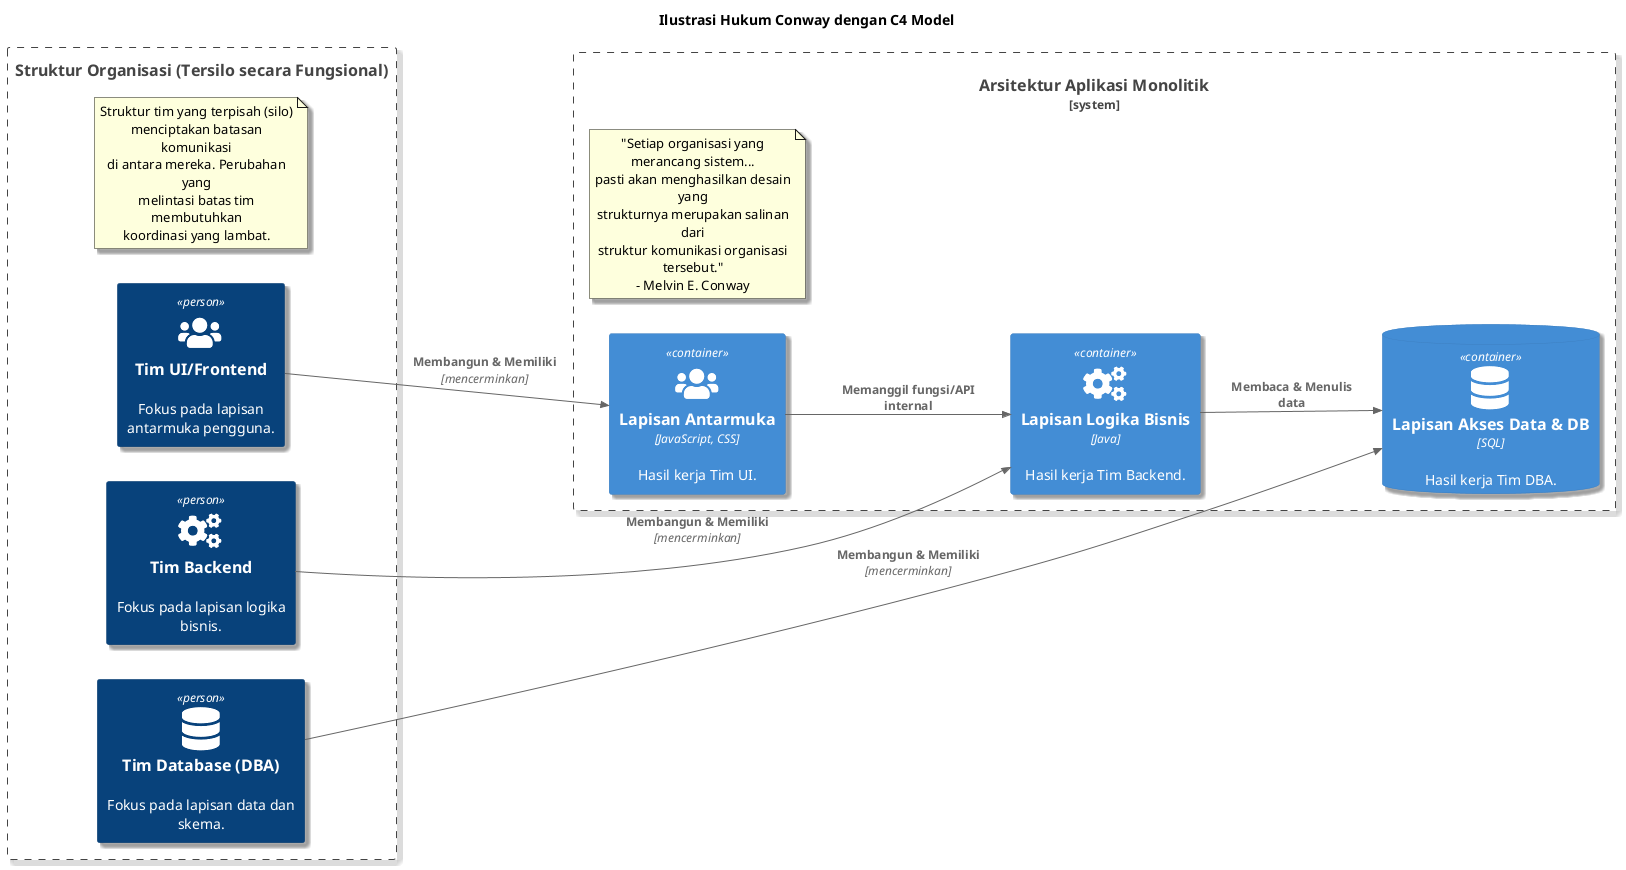 Ilustrasi Hukum Conway dengan C4 Model
Struktur Organisasi (Tersilo secara Fungsional)
Struktur tim yang terpisah (silo)
menciptakan batasan
komunikasi
di antara mereka. Perubahan
yang
melintasi batas tim
membutuhkan
koordinasi yang lambat.
«person»
Tim UI/Frontend
Fokus pada lapisan
antarmuka pengguna.
«person»
Tim Backend
Fokus pada lapisan logika
bisnis.
«person»
Tim Database (DBA)
Fokus pada lapisan data dan
skema.
Membangun & Memiliki
[mencerminkan]
Arsitektur Aplikasi Monolitik
[system]
"Setiap organisasi yang
merancang sistem...
pasti akan menghasilkan desain
yang
strukturnya merupakan salinan
dari
struktur komunikasi organisasi
tersebut."
- Melvin E. Conway
«container»
Lapisan Antarmuka
[JavaScript, CSS]
Hasil kerja Tim UI.
Memanggil fungsi/API
internal
«container»
Lapisan Logika Bisnis
[Java]
Hasil kerja Tim Backend.
Membaca & Menulis
data
«container»
Lapisan Akses Data & DB
[SQL]
Hasil kerja Tim DBA.
Membangun & Memiliki
[mencerminkan]
Membangun & Memiliki
[mencerminkan]